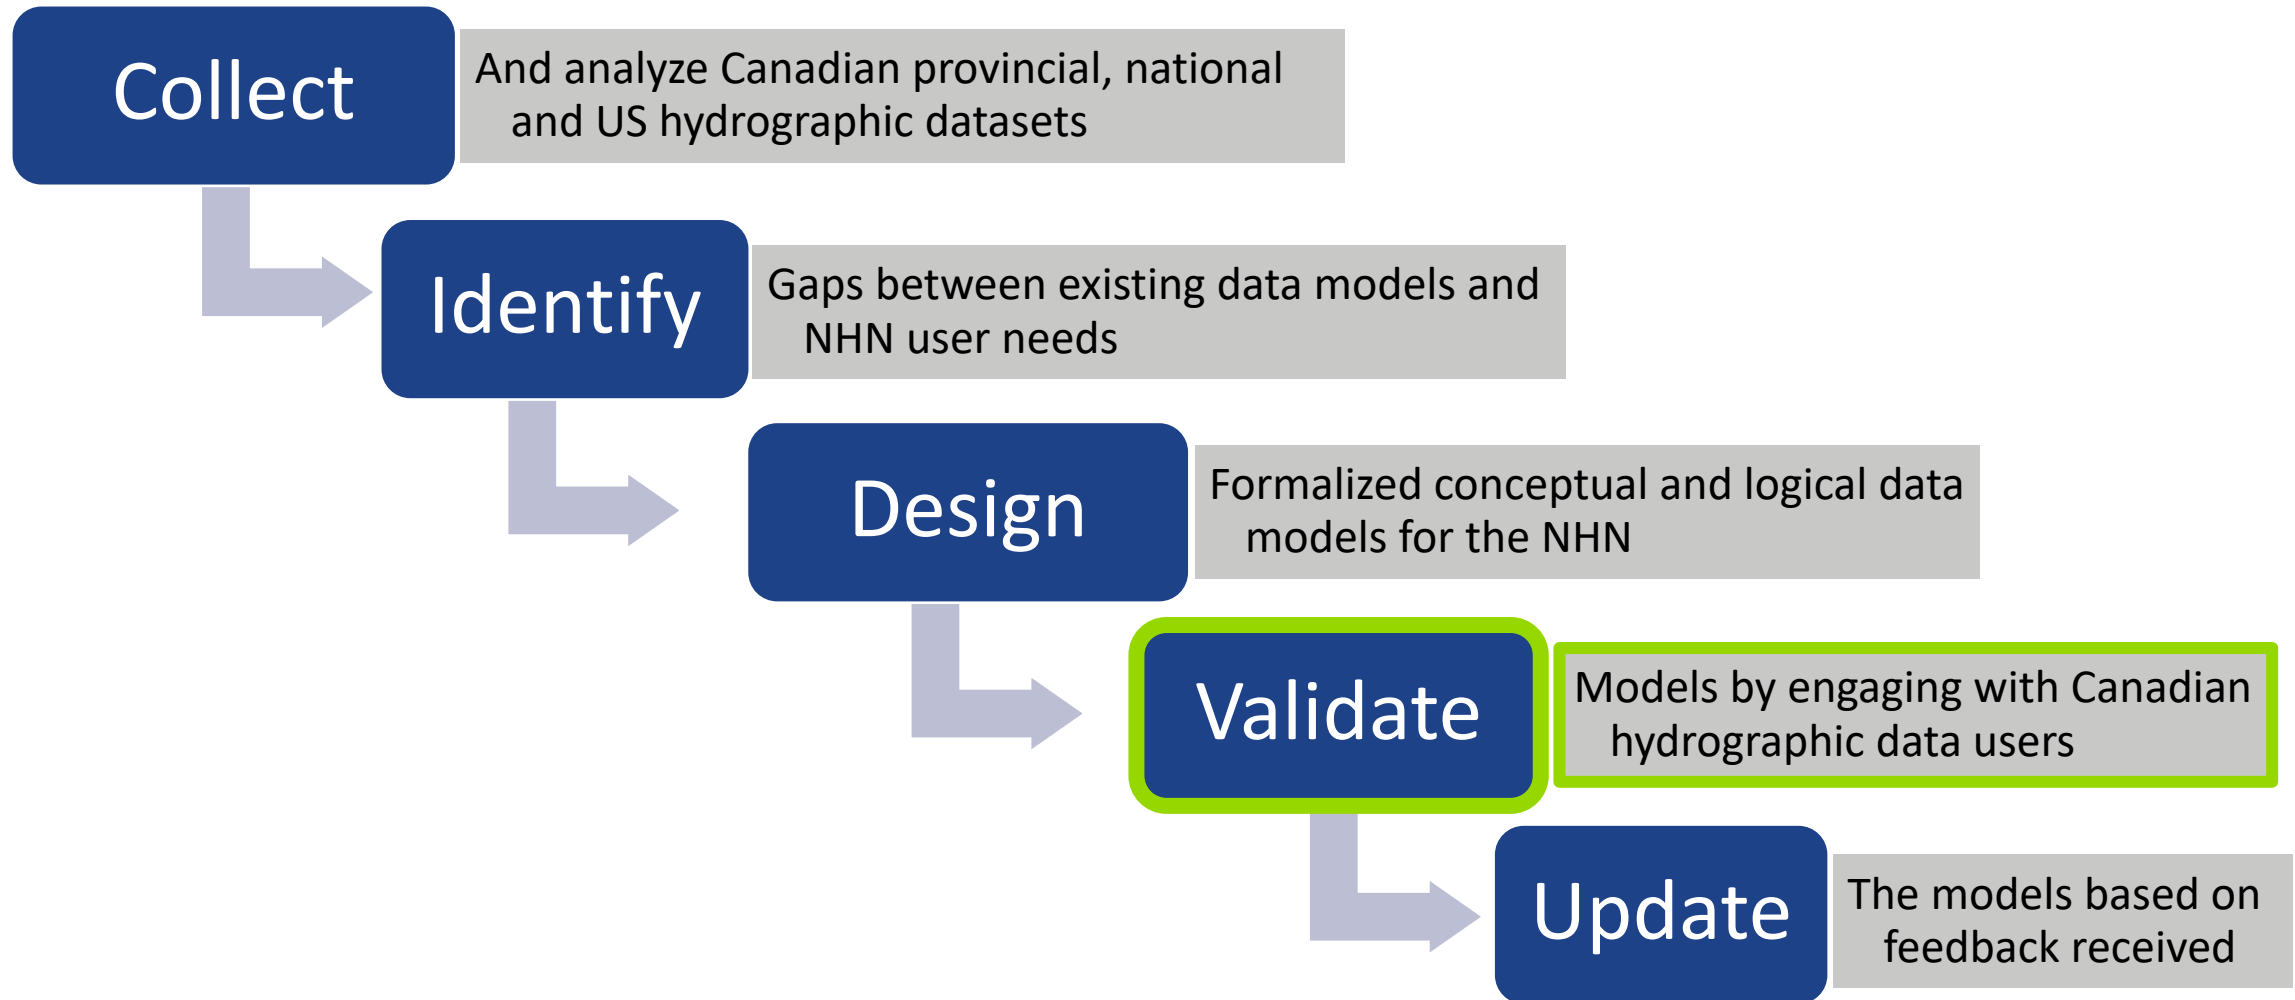 Collect
And analyze Canadian provincial, national
and US hydrographic datasets
Identify
Gaps between existing data models and
NHN user needs
Design
Formalized conceptual and logical data
models for the NHN
Validate
Models by engaging with Canadian
hydrographic data users
Update
The models based on
feedback received